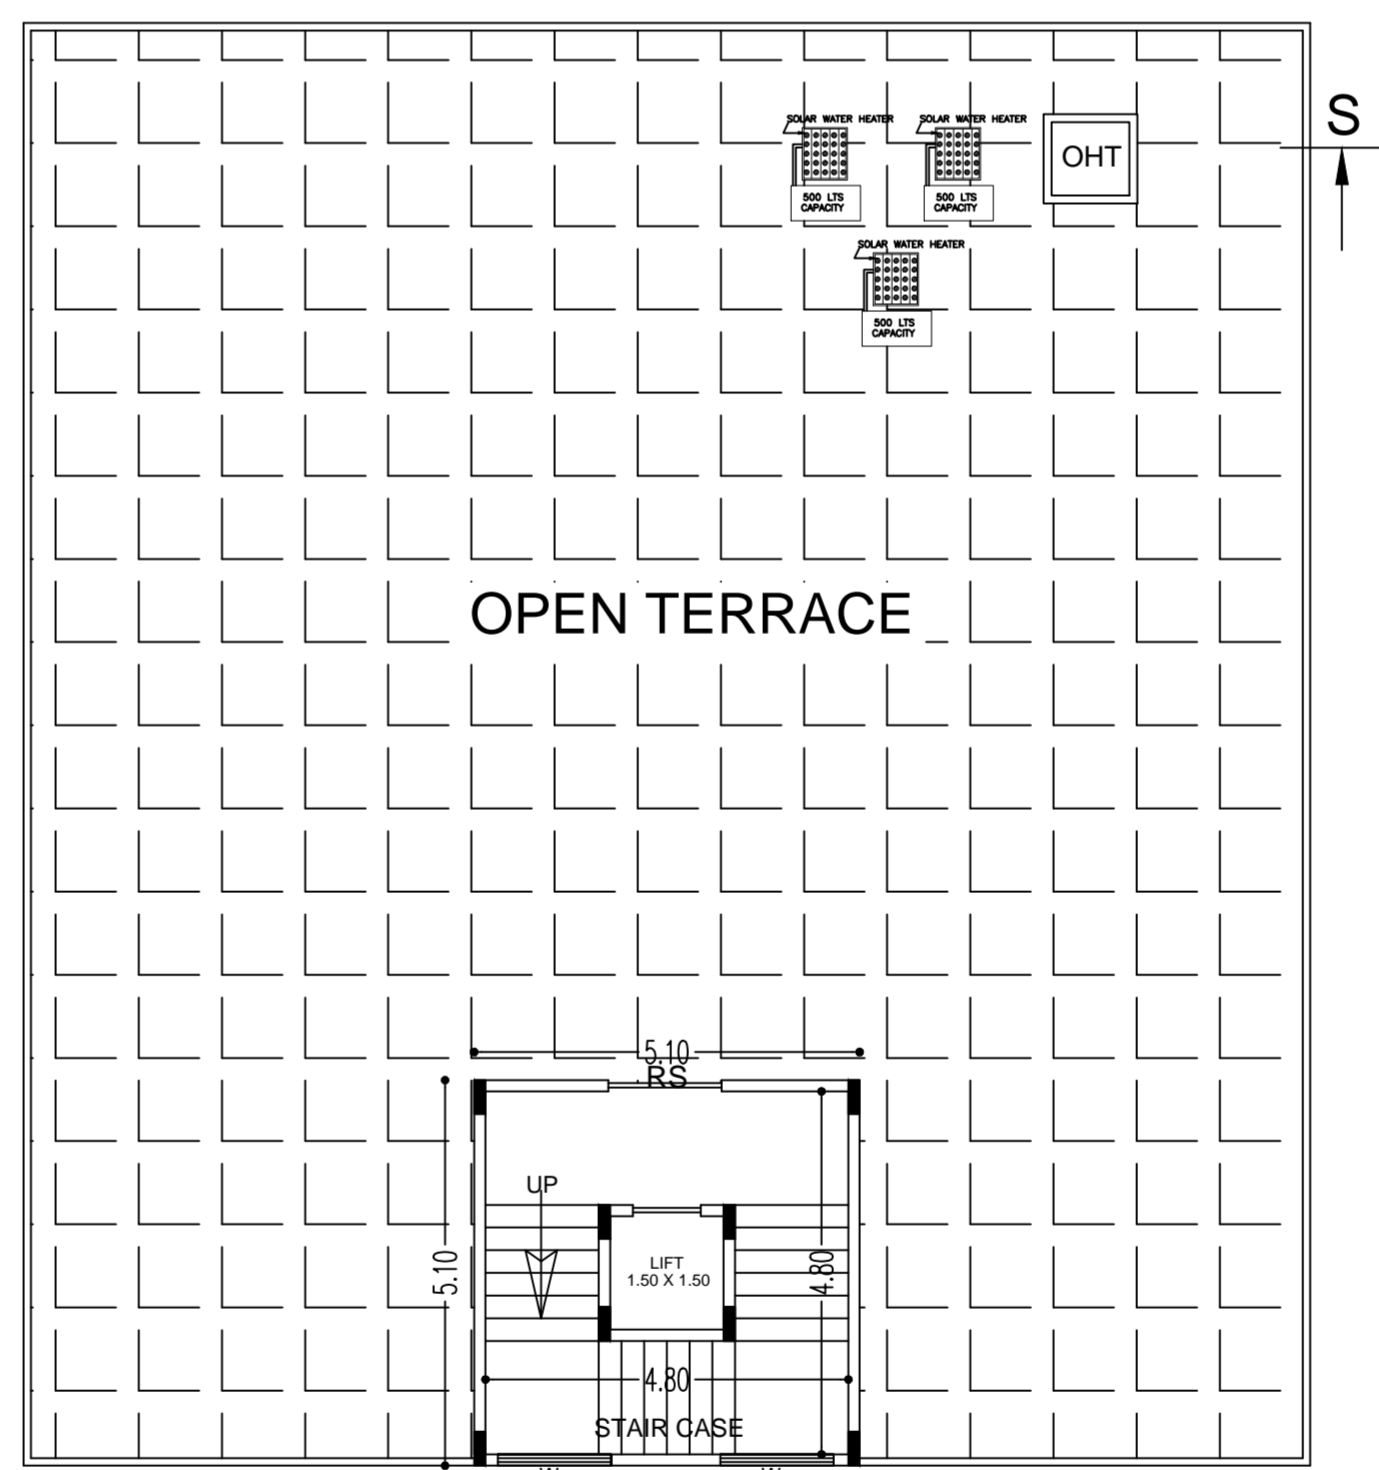 S
SOLAR WATER HEATER
SOLAR WATER HEATER
OHT
500 LTS
CAPACITY
500 LTS
CAPACITY
SOLAR WATER HEATER
500 LTS
CAPACITY
OPEN TERRACE
5.10
RS
UP
5.10
LIFT
1.50 X 1.50
4.80
4.80
STAIR CASE